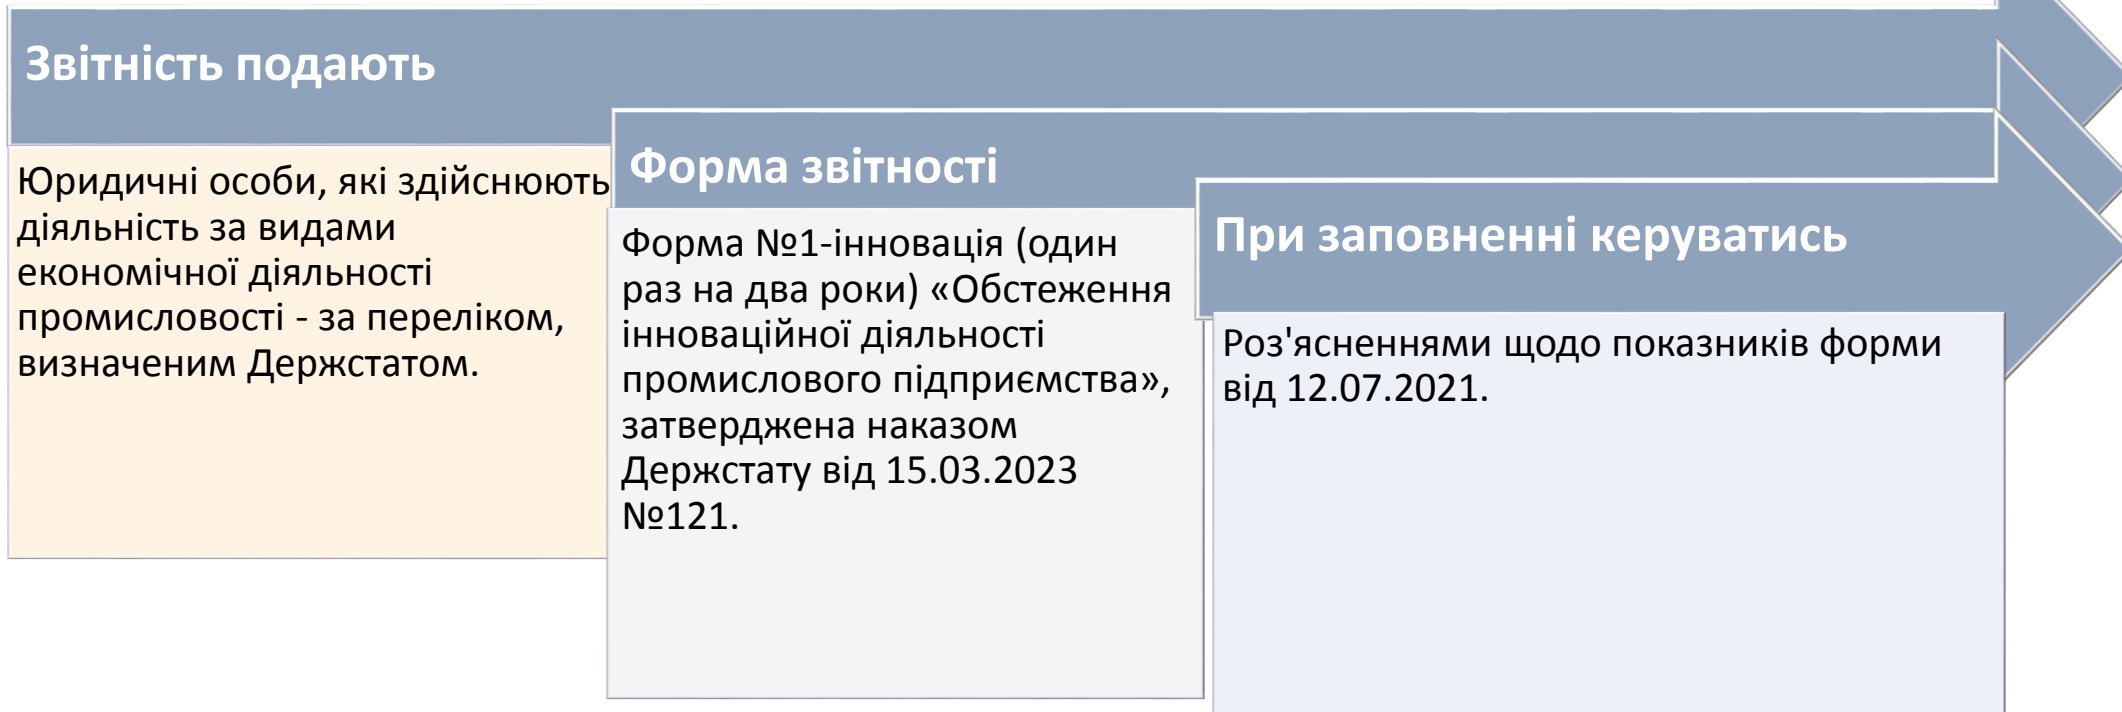 Звітність подають
Юридичні особи, які здійснюють
діяльність за видами
економічної діяльності
промисловості - за переліком,
визначеним Держстатом.
Форма звітності
Форма №1-інновація (один
раз на два роки) «Обстеження
інноваційної діяльності
промислового підприємства»,
затверджена наказом
Держстату від 15.03.2023
№121.
При заповненні керуватись
Роз'ясненнями щодо показників форми
від 12.07.2021.